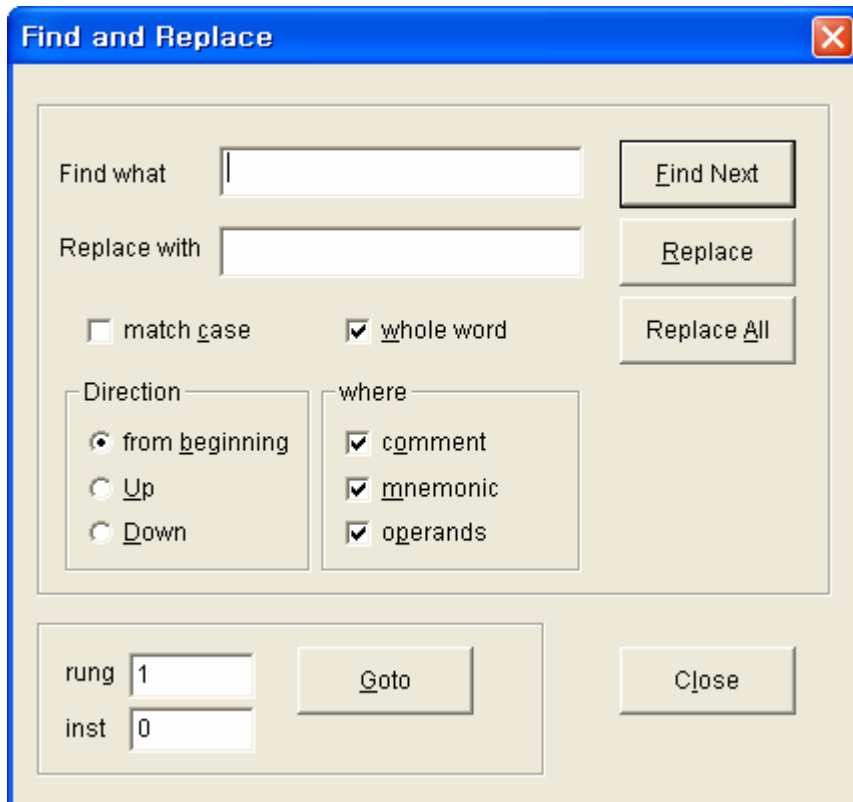 Find and Replace
Find what
Find Next
Replace with
Replace
match case
whole word
Replace All
Direction
where
from beginning
comment
Up
mnemonic
Down
operands
rung 1
Goto
Close
inst 0